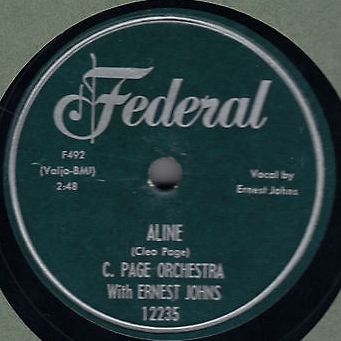 Federal
F492
(Valjo-BMI)
2:48
Vocal by
Ernest Johns
ALINE
(Cleo Page)
C. PAGE ORCHESTRA
With ERNEST JOHNS
12235